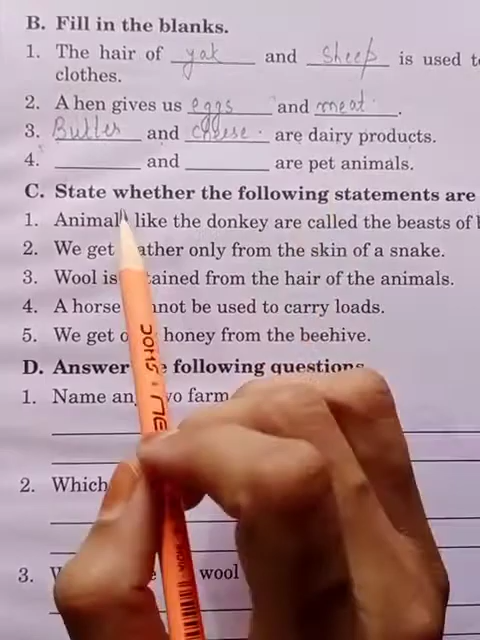 B. Fill in the blanks.
1. The hair of yak and sheep is used
clothes.
2. A hen gives us eggs and meat.
3. Butter and cheese are dairy products.
4. ________ and ________ are pet animals.
C. State whether the following statements are
1. Animal like the donkey are called the beasts of
2. We get only from the skin of a snake.
3. Wool is from the hair of the animals.
4. A horse be used to carry loads.
5. We get honey from the beehive.
D. Answer following questions
1. Name farm
2. Which
3. wool
DOMS